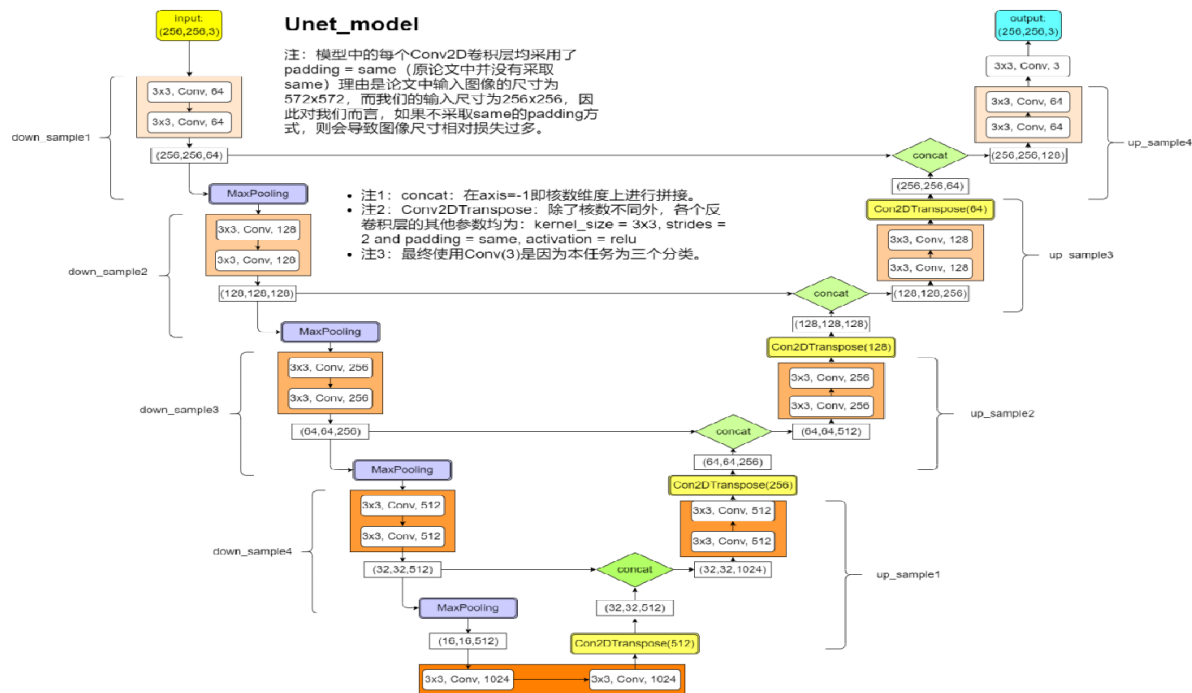 input:
(256,256,3)
Unet_model
output:
(256,256,3)
注：模型中的每个Conv2D卷积层均采用了
padding = same（原论文中并没有采取
same）理由是论文中输入图像的尺寸为
572x572，而我们的输入尺寸为256x256，因
此对我们而言，如果不采取same的padding方
式，则会导致图像尺寸相对损失过多。
3x3, Conv, 3
3x3, Conv, 64
3x3, Conv, 64
3x3, Conv, 64
3x3, Conv, 64
down_sample1
up_sample4
(256,256,64)
concat
(256,256,128)
MaxPooling
(256,256,64)
注1：concat：在axis=-1即核数维度上进行拼接。
注2：Conv2DTranspose：除了核数不同外，各个反
卷积层的其他参数均为：kernel_size = 3x3, strides =
2 and padding = same, activation = relu
注3：最终使用Conv(3)是因为本任务为三个分类。
Con2DTranspose(64)
3x3, Conv, 128
3x3, Conv, 128
3x3, Conv, 128
3x3, Conv, 128
down_sample2
up_sample3
(128,128,128)
concat
(128,128,256)
MaxPooling
(128,128,128)
Con2DTranspose(128)
3x3, Conv, 256
3x3, Conv, 256
3x3, Conv, 256
3x3, Conv, 256
down_sample3
up_sample2
(64,64,256)
concat
(64,64,512)
MaxPooling
(64,64,256)
Con2DTranspose(256)
3x3, Conv, 512
3x3, Conv, 512
3x3, Conv, 512
3x3, Conv, 512
down_sample4
up_sample1
(32,32,512)
concat
(32,32,1024)
MaxPooling
(32,32,512)
(16,16,512)
Con2DTranspose(512)
3x3, Conv, 1024
3x3, Conv, 1024